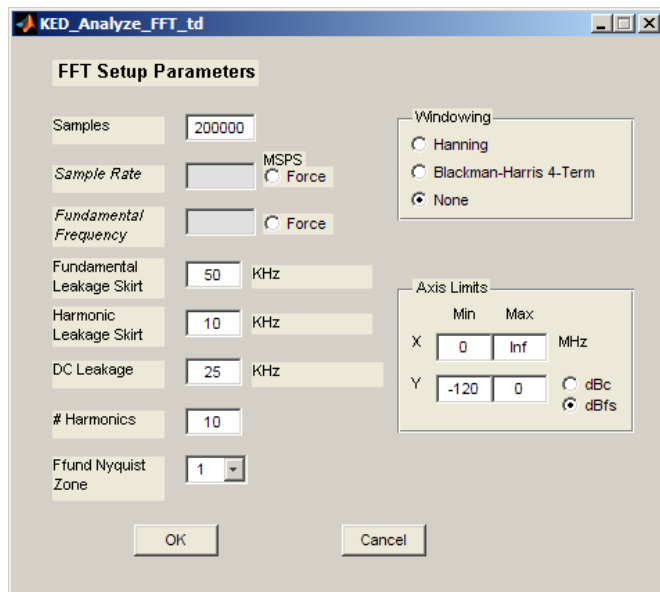 KED_Analyze_FFT_td
FFT Setup Parameters
Samples
200000
Sample Rate
MSPS
Force
Fundamental
Frequency
Force
Fundamental
Leakage Skirt
50
KHz
Harmonic
Leakage Skirt
10
KHz
DC Leakage
25
KHz
# Harmonics
10
Ffund Nyquist
Zone
1
Windowing
Hanning
Blackman-Harris 4-Term
None
Axis Limits
Min Max
X 0 Inf MHz
Y -120 0
dBc
dBfs
OK
Cancel